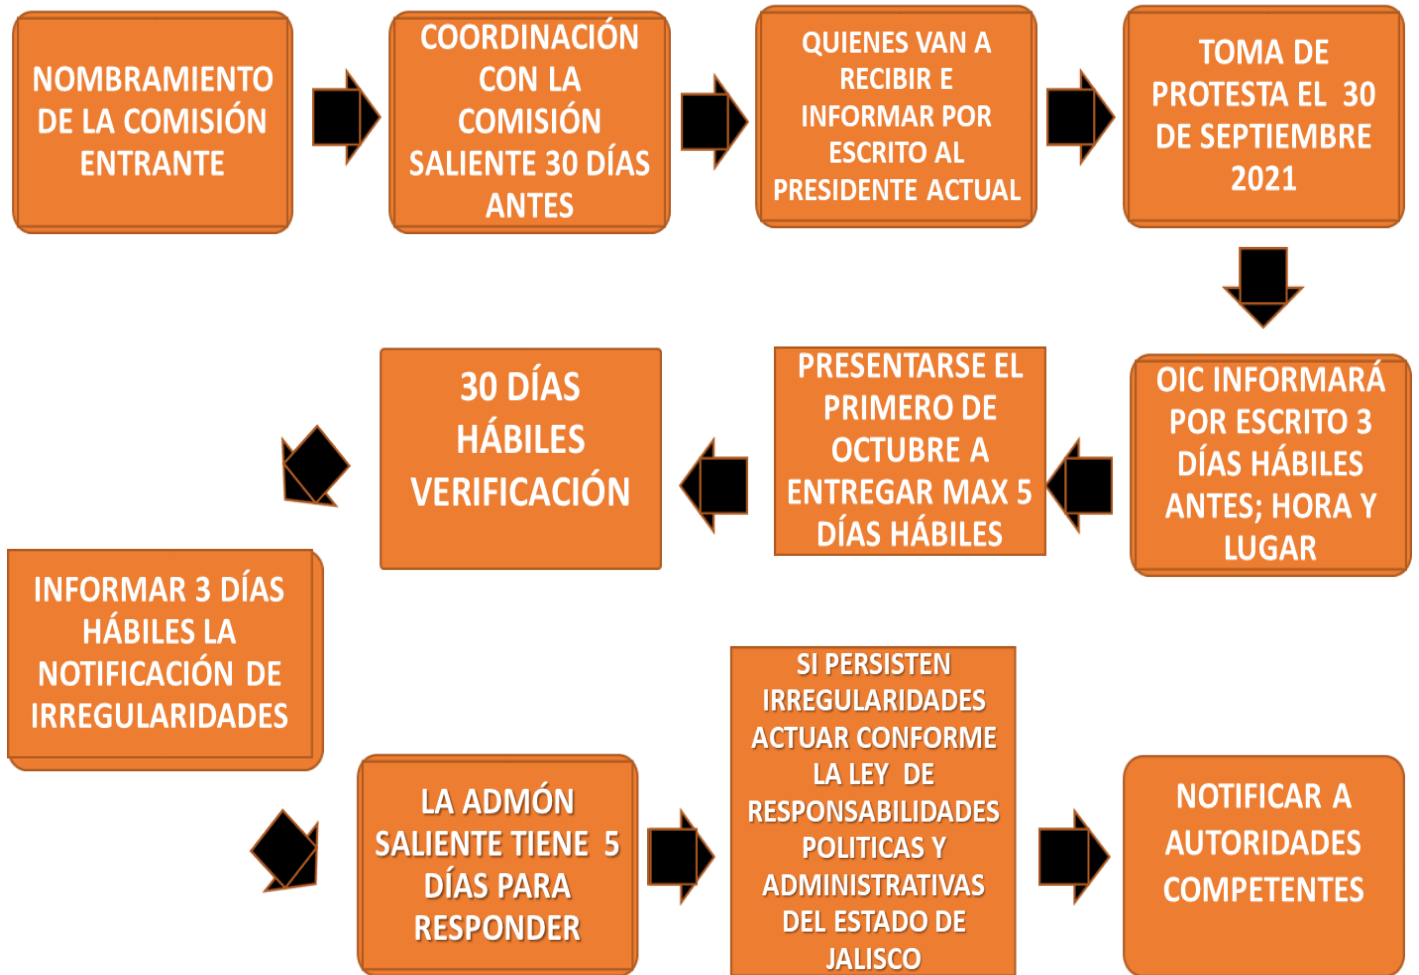 NOMBRAMIENTO
DE LA COMISIÓN
ENTRANTE
COORDINACIÓN
CON LA
COMISIÓN
SALIENTE 30 DÍAS
ANTES
QUIENES VAN A
RECIBIR E
INFORMAR POR
ESCRITO AL
PRESIDENTE ACTUAL
TOMA DE
PROTESTA EL 30
DE SEPTIEMBRE
2021
OIC INFORMARÁ
POR ESCRITO 3
DÍAS HÁBILES
ANTES; HORA Y
LUGAR
PRESENTARSE EL
PRIMERO DE
OCTUBRE A
ENTREGAR MAX 5
DÍAS HÁBILES
30 DÍAS
HÁBILES
VERIFICACIÓN
INFORMAR 3 DÍAS
HÁBILES LA
NOTIFICACIÓN DE
IRREGULARIDADES
LA ADMÓN
SALIENTE TIENE 5
DÍAS PARA
RESPONDER
SI PERSISTEN
IRREGULARIDADES
ACTUAR CONFORME
LA LEY DE
RESPONSABILIDADES
POLITICAS Y
ADMINISTRATIVAS
DEL ESTADO DE
JALISCO
NOTIFICAR A
AUTORIDADES
COMPETENTES